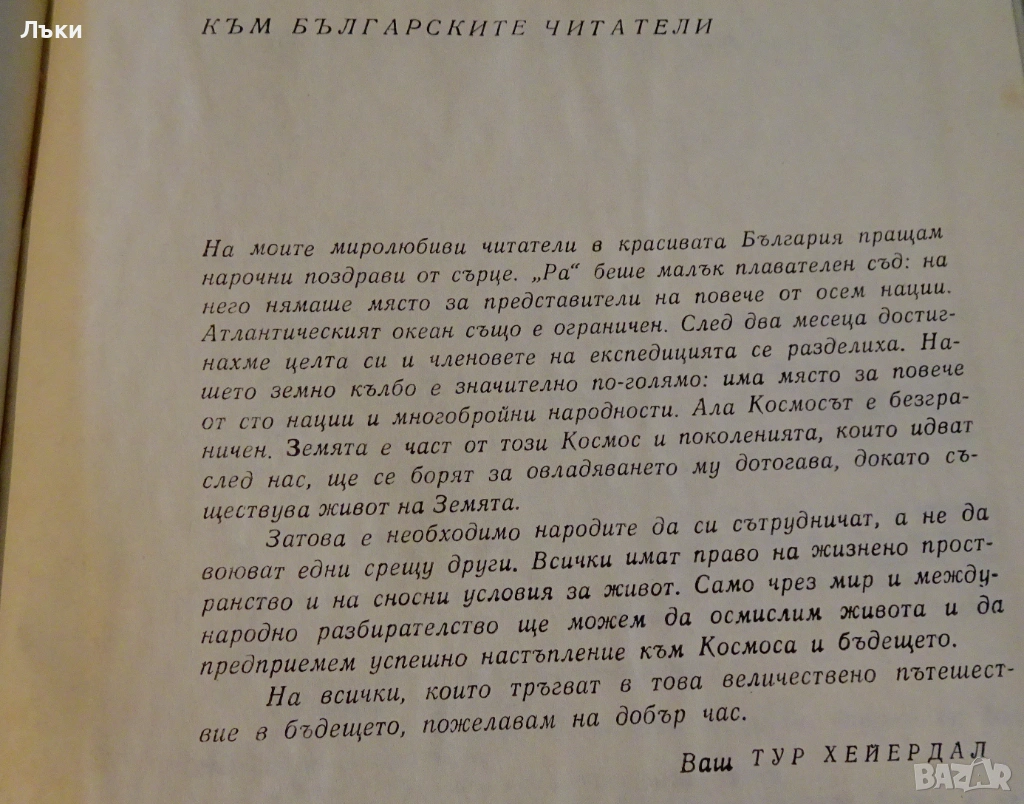 Лъки
КЪМ БЪЛГАРСКИТЕ ЧИТАТЕЛИ
На моите миролюбиви читатели в красивата България пращам
нарочни поздрави от сърце. „Ра“ беше малък плавателен съд: на
него нямаше място за представители на повече от осем нации.
Атлантическият океан също е ограничен. След два месеца достиг-
нахме целта си и членовете на експедицията се разделиха. На-
шето земно кълбо е значително по-голямо: има място за повече
от сто нации и многобройни народности. Ала Космосът е безгра-
ничен. Земята е част от този Космос и поколенията, които идват
след нас, ще се борят за овладяването му дотогава, докато съ-
ществува живот на Земята.
Затова е необходимо народите да си сътрудничат, а не да
воюват едни срещу други. Всички имат право на жизнено прост-
ранство и на сносни условия за живот. Само чрез мир и между-
народно разбирателство ще можем да осмислим живота и да
предприемем успешно настъпление към Космоса и бъдещето.
На всички, които тръгват в това величествено пътешест-
вие в бъдещето, пожелавам на добър час.
Ваш ТУР ХЕЙЕРДАЛ
BAZAR